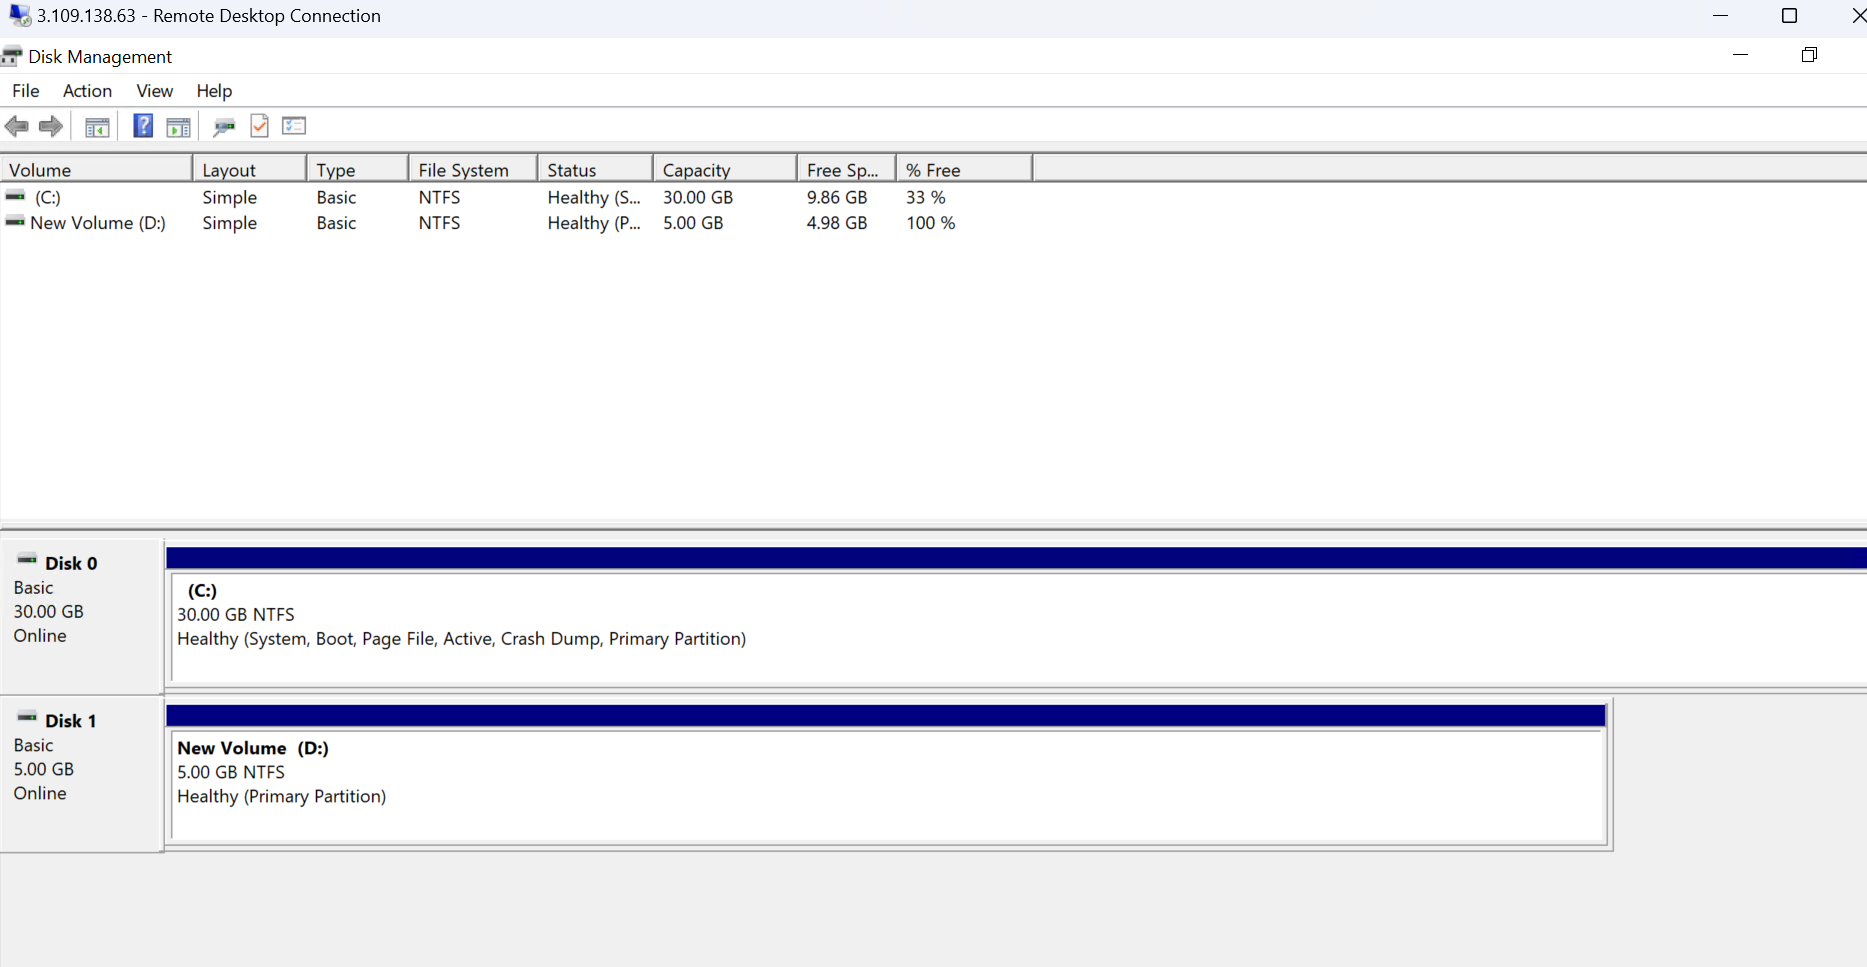 3.109.138.63 - Remote Desktop Connection
Disk Management
File Action View Help
Volume Layout Type File System Status Capacity Free Sp... % Free
(C:) Simple Basic NTFS Healthy (S... 30.00 GB 9.86 GB 33 %
New Volume (D:) Simple Basic NTFS Healthy (P... 5.00 GB 4.98 GB 100 %
Disk 0
Basic
30.00 GB
Online
(C:)
30.00 GB NTFS
Healthy (System, Boot, Page File, Active, Crash Dump, Primary Partition)
Disk 1
Basic
5.00 GB
Online
New Volume (D:)
5.00 GB NTFS
Healthy (Primary Partition)